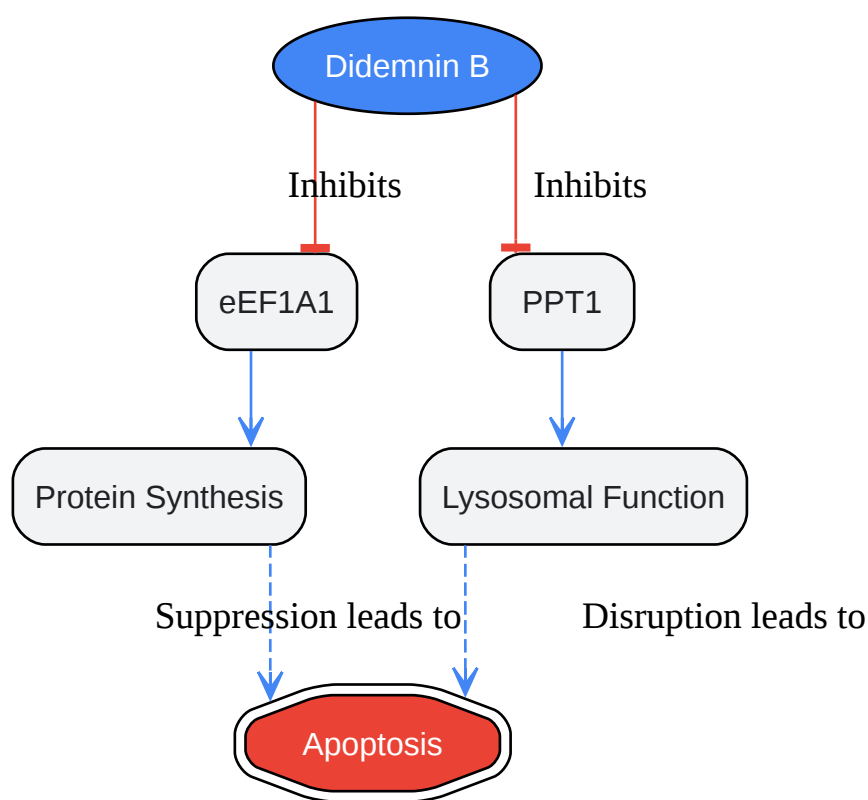 Didemnin B
Inhibits
Inhibits
eEF1A1
PPT1
Protein Synthesis
Lysosomal Function
Suppression leads to
Disruption leads to
Apoptosis